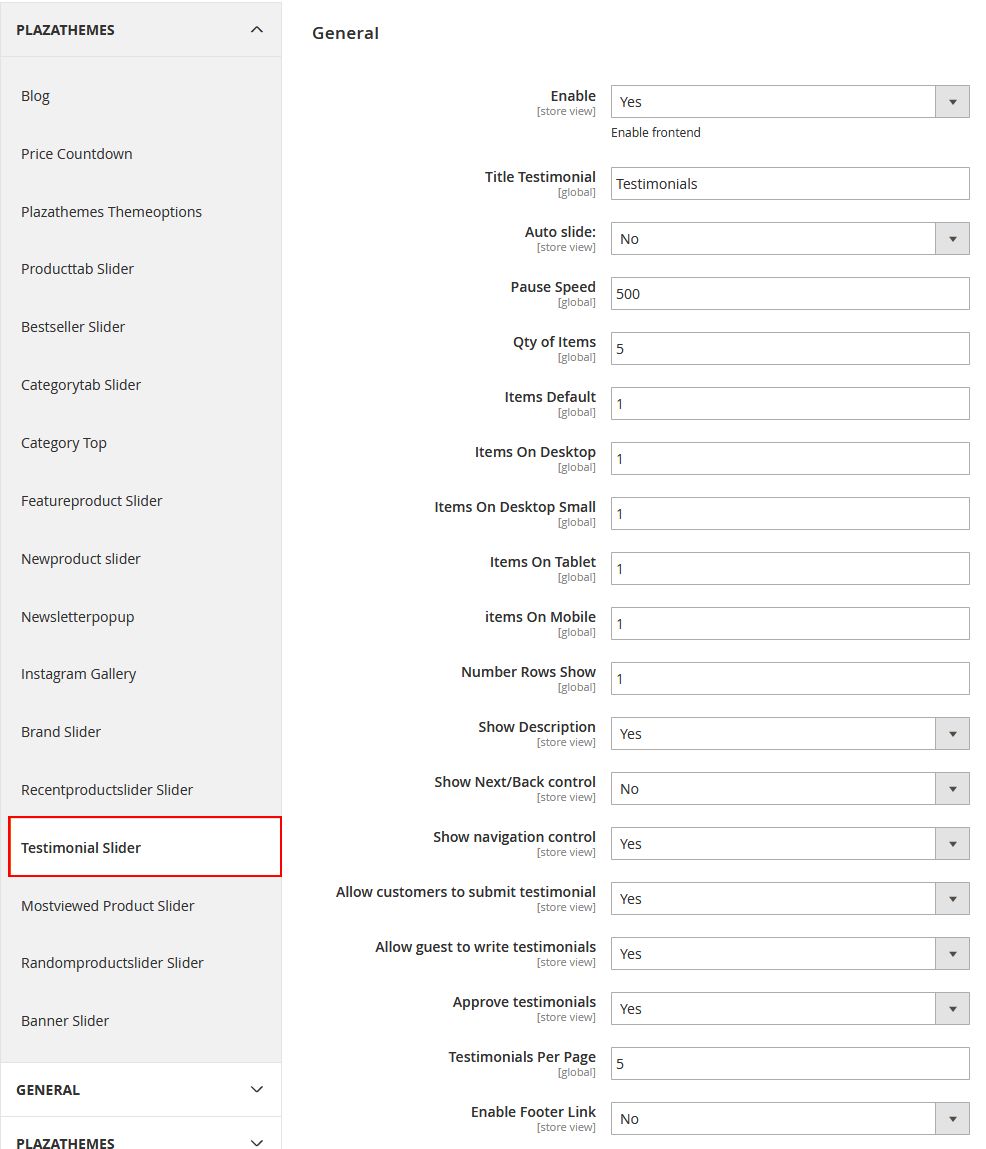 PLAZATHEMES
Blog
Price Countdown
Plazathemes Themeoptions
Producttab Slider
Bestseller Slider
Categorytab Slider
Category Top
Featureproduct Slider
Newproduct slider
Newsletterpopup
Instagram Gallery
Brand Slider
Recentproductslider Slider
Testimonial Slider
Mostviewed Product Slider
Randomproductslider Slider
Banner Slider
GENERAL
PLAZATHEMES
General
Enable
[store view]
Yes
Enable frontend
Title Testimonial
[global]
Testimonials
Auto slide:
[store view]
No
Pause Speed
[global]
500
Qty of Items
[global]
5
Items Default
[global]
1
Items On Desktop
[global]
1
Items On Desktop Small
[global]
1
Items On Tablet
[global]
1
items On Mobile
[global]
1
Number Rows Show
[global]
1
Show Description
[store view]
Yes
Show Next/Back control
[store view]
No
Show navigation control
[store view]
Yes
Allow customers to submit testimonial
[store view]
Yes
Allow guest to write testimonials
[store view]
Yes
Approve testimonials
[store view]
Yes
Testimonials Per Page
[global]
5
Enable Footer Link
[store view]
No